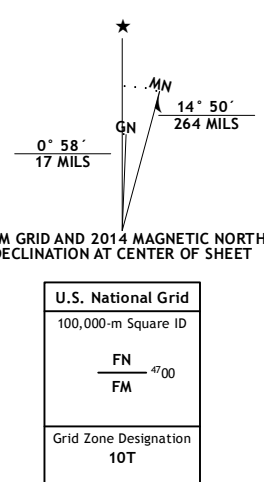 ★
MN
GN
14° 50´
264 MILS
0° 58´
17 MILS
M GRID AND 2014 MAGNETIC NORTH
DECLINATION AT CENTER OF SHEET
U.S. National Grid
100,000-m Square ID
FN
4700
FM
Grid Zone Designation
10T